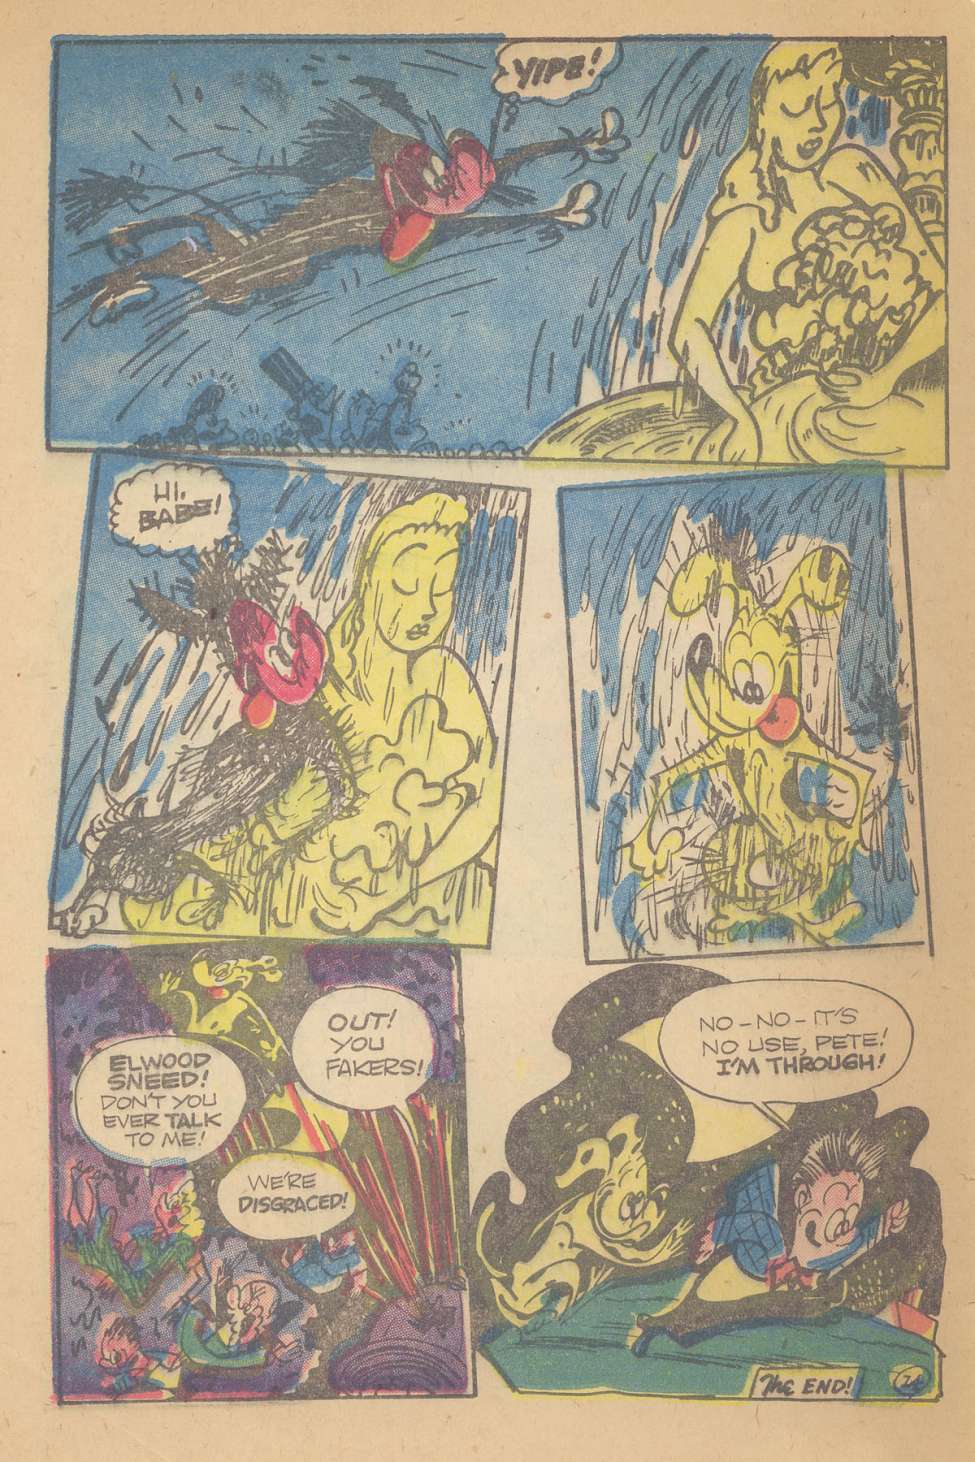 YIPE!
HI,
BABE!
ELWOOD
SNEED!
DON'T YOU
EVER TALK
TO ME!
OUT!
YOU
FAKERS!
WE'RE
DISGRACED!
NO-NO-IT'S
NO USE, PETE!
I'M THROUGH!
The END!